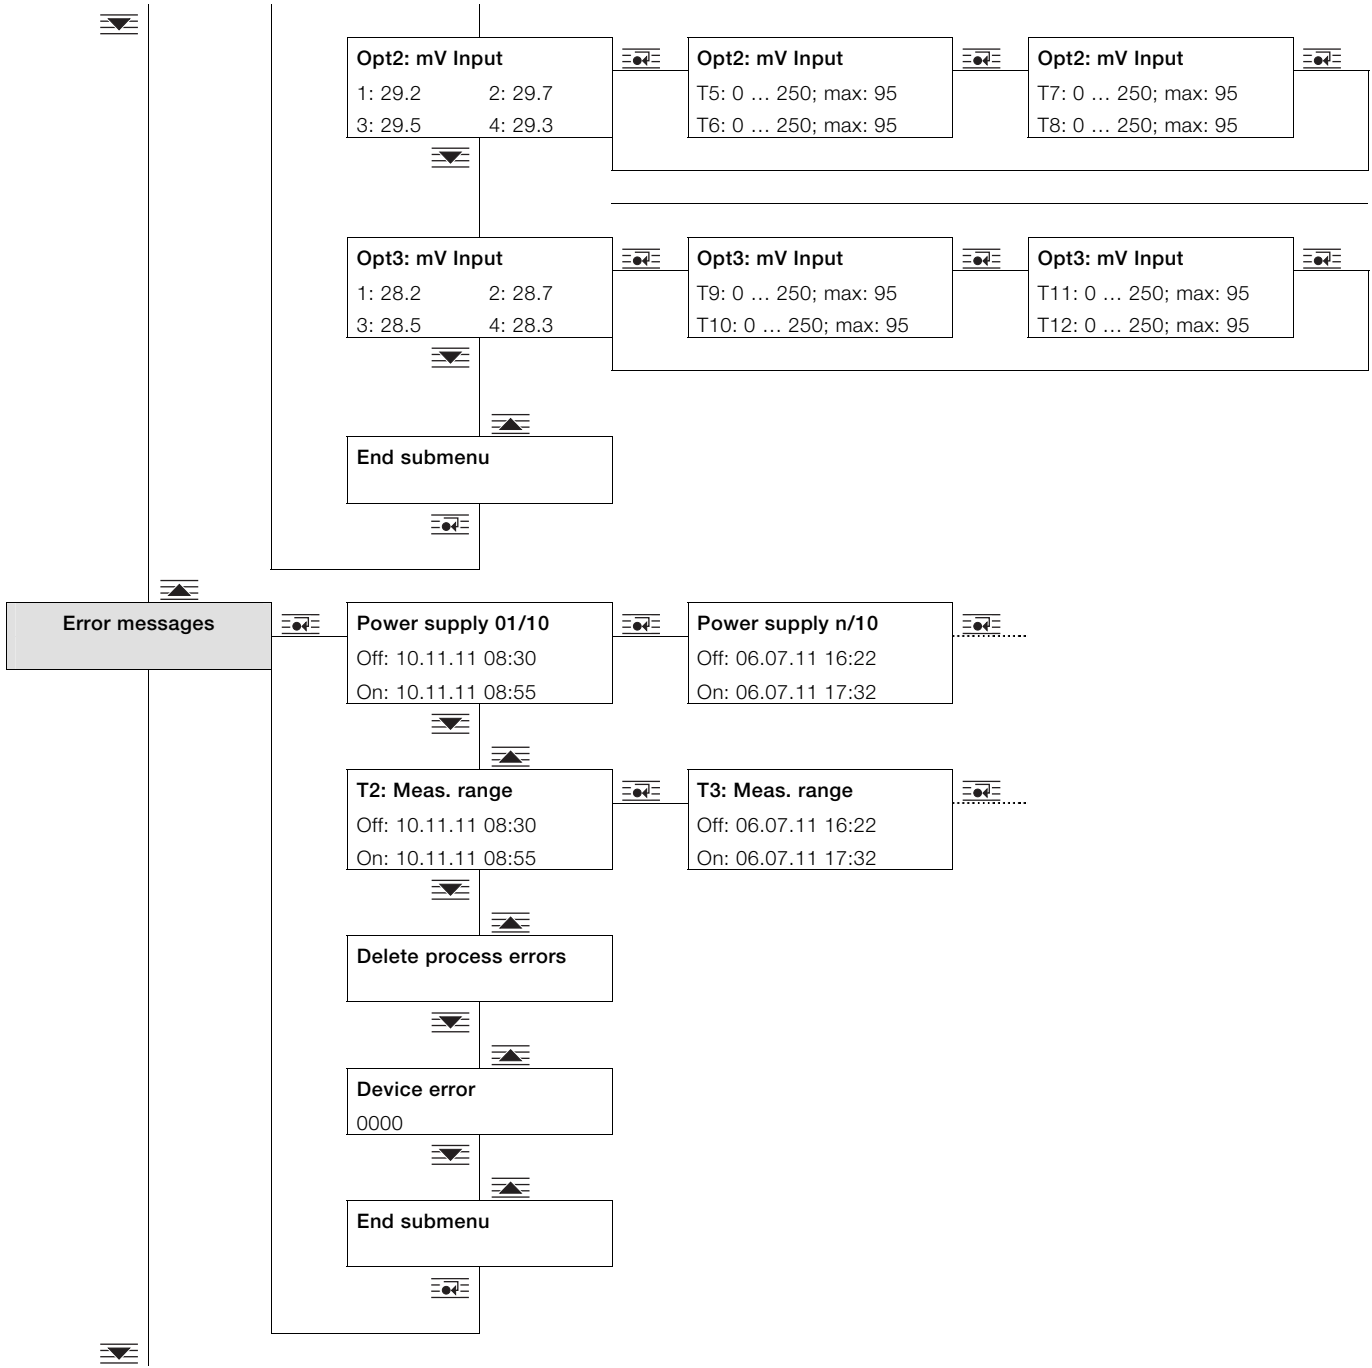 Opt2: mV Input
1: 29.2 2: 29.7
3: 29.5 4: 29.3
Opt2: mV Input
T5: 0 … 250; max: 95
T6: 0 … 250; max: 95
Opt2: mV Input
T7: 0 … 250; max: 95
T8: 0 … 250; max: 95
Opt3: mV Input
1: 28.2 2: 28.7
3: 28.5 4: 28.3
Opt3: mV Input
T9: 0 … 250; max: 95
T10: 0 … 250; max: 95
Opt3: mV Input
T11: 0 … 250; max: 95
T12: 0 … 250; max: 95
End submenu
Error messages
Power supply 01/10
Off: 10.11.11 08:30
On: 10.11.11 08:55
Power supply n/10
Off: 06.07.11 16:22
On: 06.07.11 17:32
T2: Meas. range
Off: 10.11.11 08:30
On: 10.11.11 08:55
T3: Meas. range
Off: 06.07.11 16:22
On: 06.07.11 17:32
Delete process errors
Device error
0000
End submenu